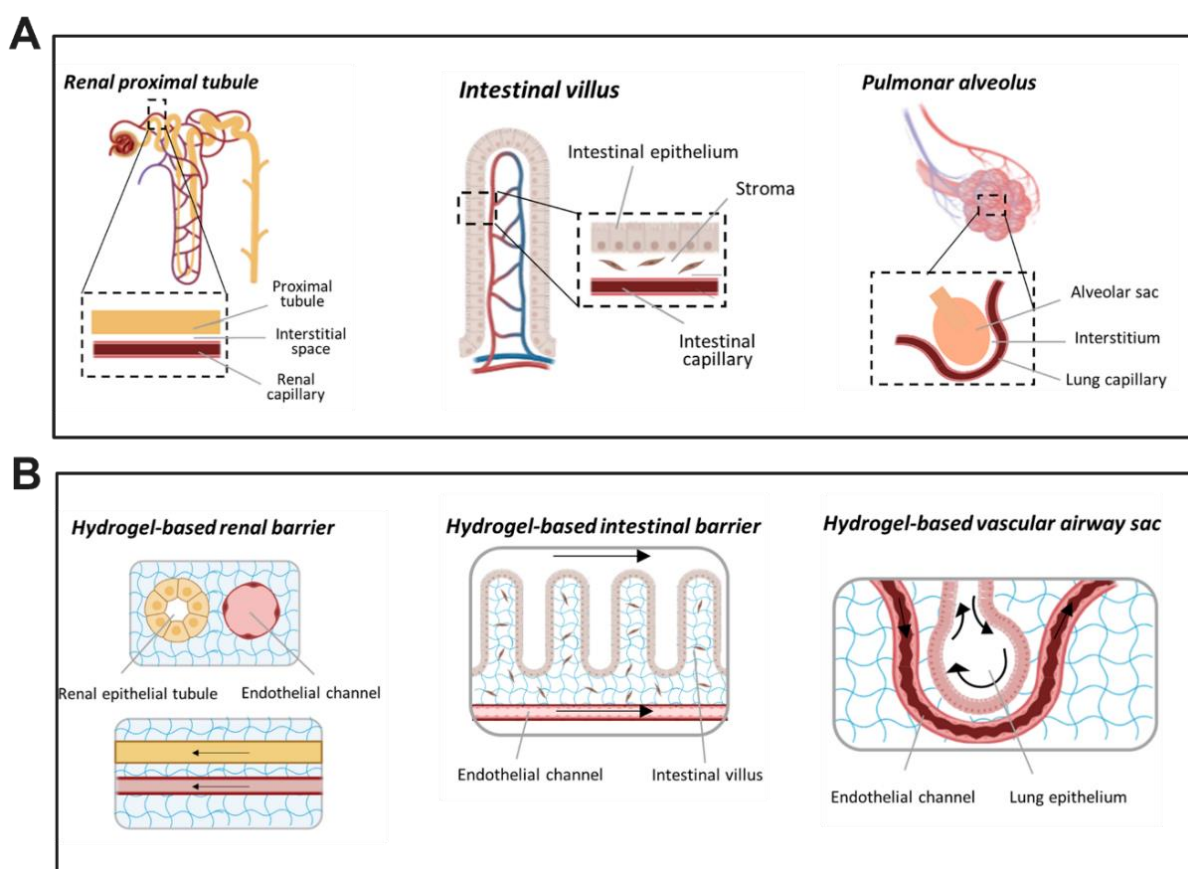 A
Renal proximal tubule
Proximal
tubule
Interstitial
space
Renal
capillary
Intestinal villus
Intestinal epithelium
Stroma
Intestinal
capillary
Pulmonar alveolus
Alveolar sac
Interstitium
Lung capillary
B
Hydrogel-based renal barrier
Renal epithelial tubule
Endothelial channel
Hydrogel-based intestinal barrier
Endothelial channel
Intestinal villus
Hydrogel-based vascular airway sac
Endothelial channel
Lung epithelium